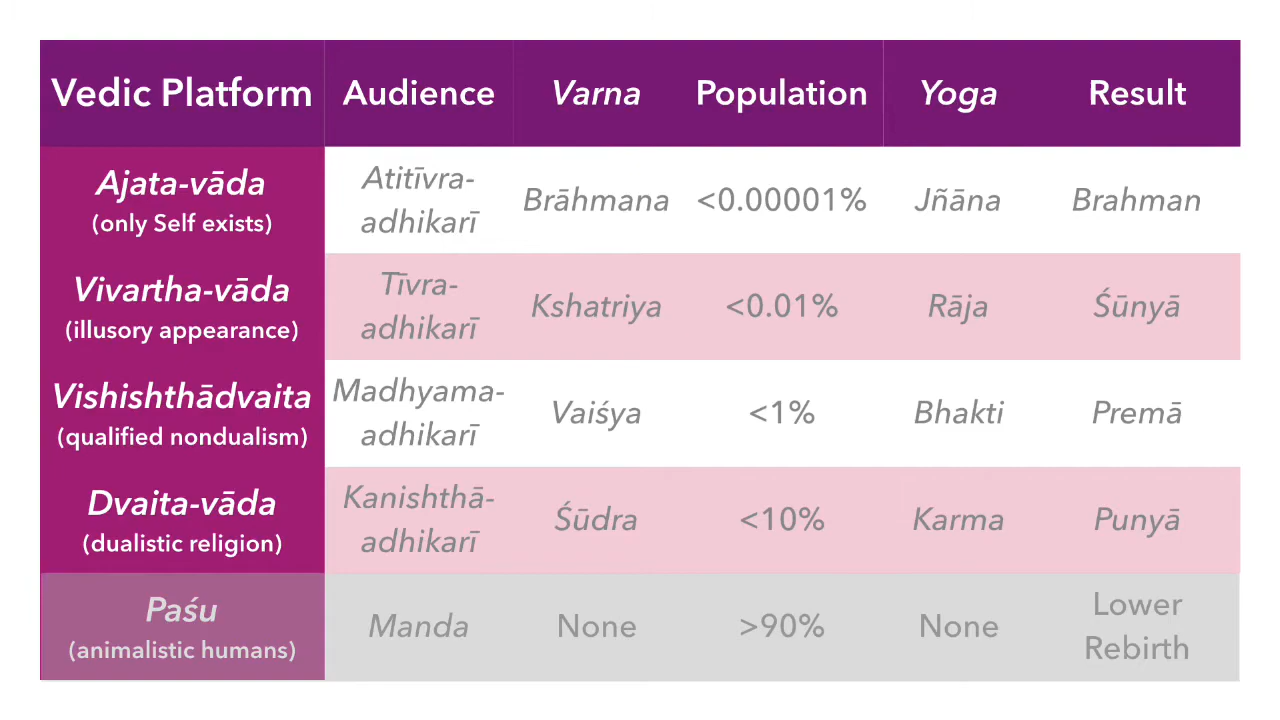 Vedic Platform Audience Varna Population Yoga Result
Ajata-vāda
(only Self exists)
Atitīvra-
adhikarī
Brāhmana <0.00001% Jñāna Brahman
Vivartha-vāda
(illusory appearance)
Tīvra-
adhikarī
Kshatriya <0.01% Rāja Śūnyā
Vishishthādvaita
(qualified nondualism)
Madhyama-
adhikarī
Vaiśya <1% Bhakti Premā
Dvaita-vāda
(dualistic religion)
Kanishthā-
adhikarī
Śūdra <10% Karma Punyā
Paśu
(animalistic humans)
Manda None >90% None
Lower
Rebirth